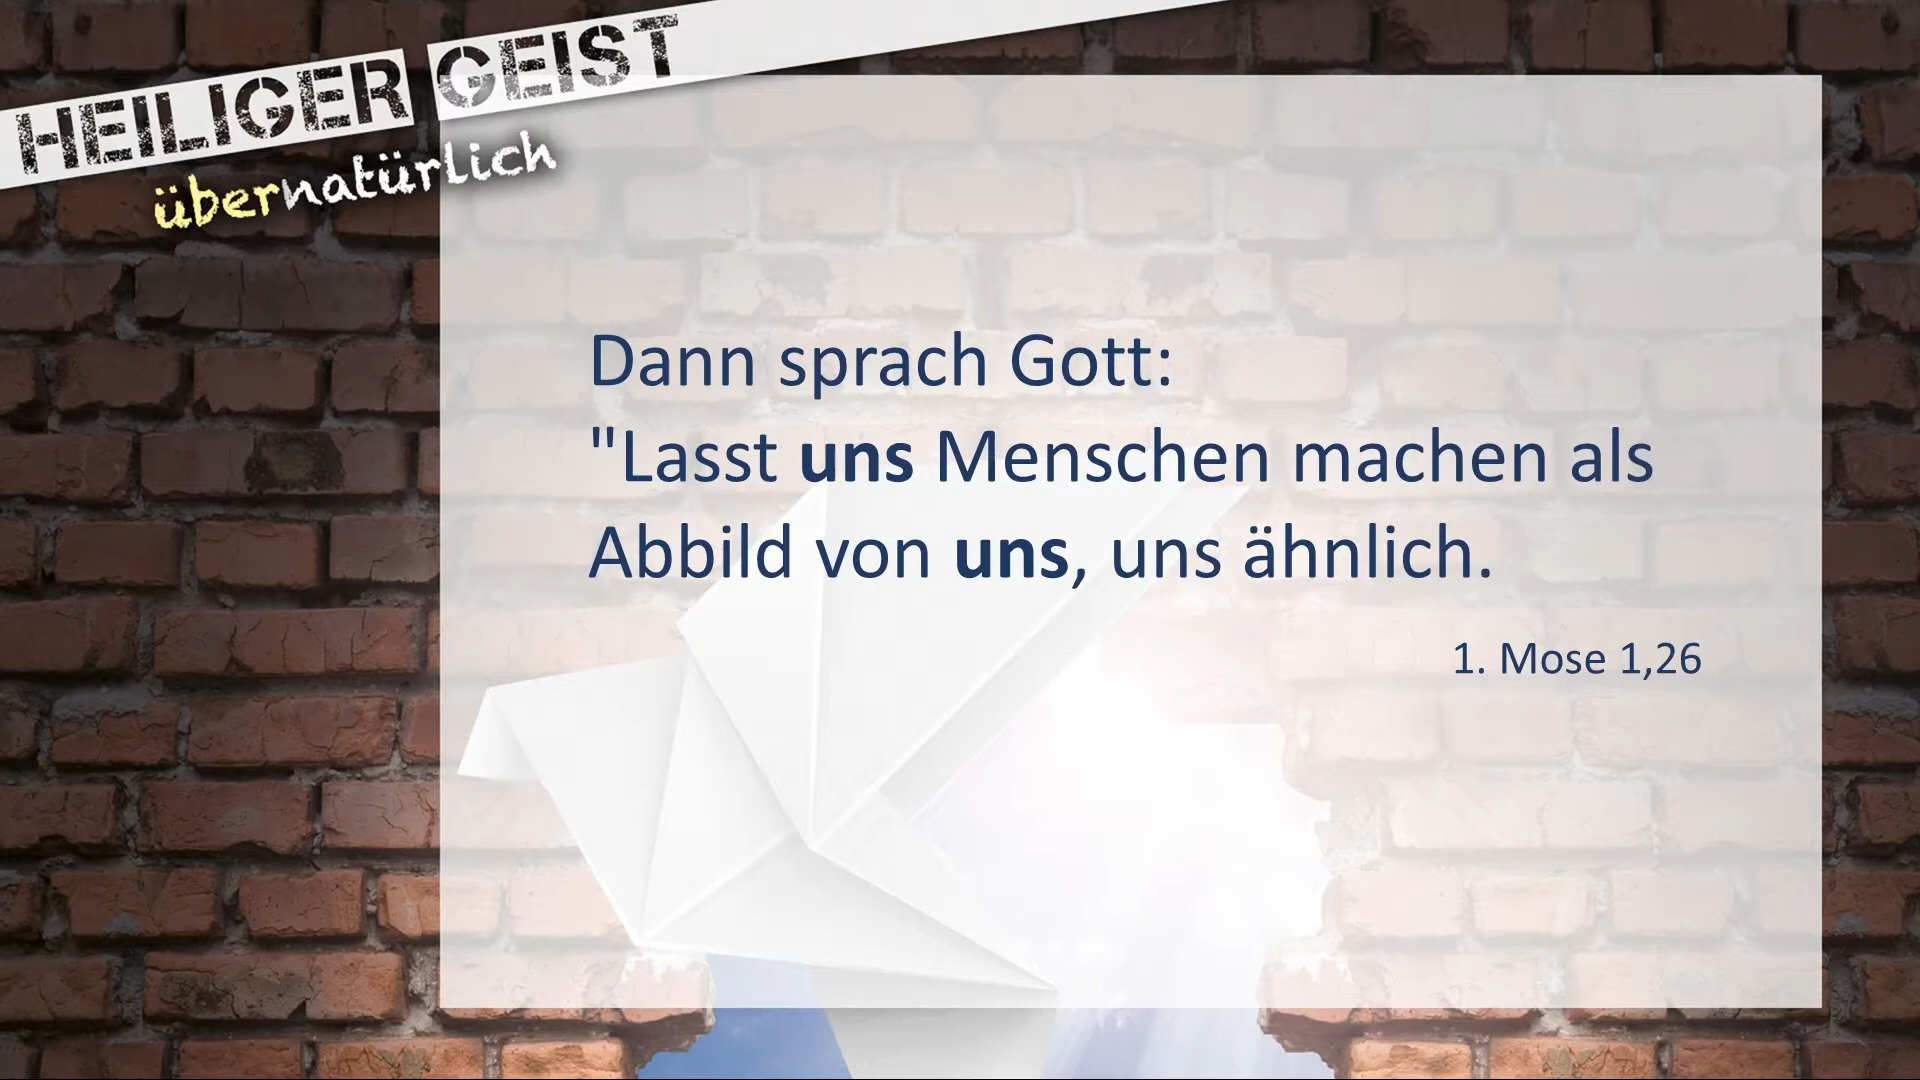 HEILIGER GEIST
übernatürlich
Dann sprach Gott:
"Lasst uns Menschen machen als
Abbild von uns, uns ähnlich.
1. Mose 1,26